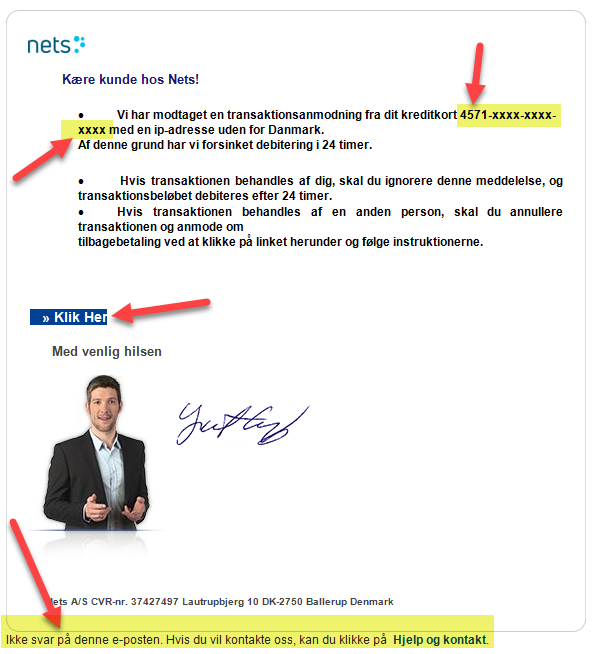 nets
Kære kunde hos Nets!
• Vi har modtaget en transaktionsanmodning fra dit kreditkort 4571-xxxx-xxxx-
xxxx med en ip-adresse uden for Danmark.
Af denne grund har vi forsinket debitering i 24 timer.
• Hvis transaktionen behandles af dig, skal du ignorere denne meddelelse, og
transaktionsbeløbet debiteres efter 24 timer.
• Hvis transaktionen behandles af en anden person, skal du annullere
transaktionen og anmode om
tilbagebetaling ved at klikke på linket herunder og følge instruktionerne.
» Klik Her
Med venlig hilsen
Nets A/S CVR-nr. 37427497 Lautrupbjerg 10 DK-2750 Ballerup Denmark
Ikke svar på denne e-posten. Hvis du vil kontakte oss, kan du klikke på Hjelp og kontakt.